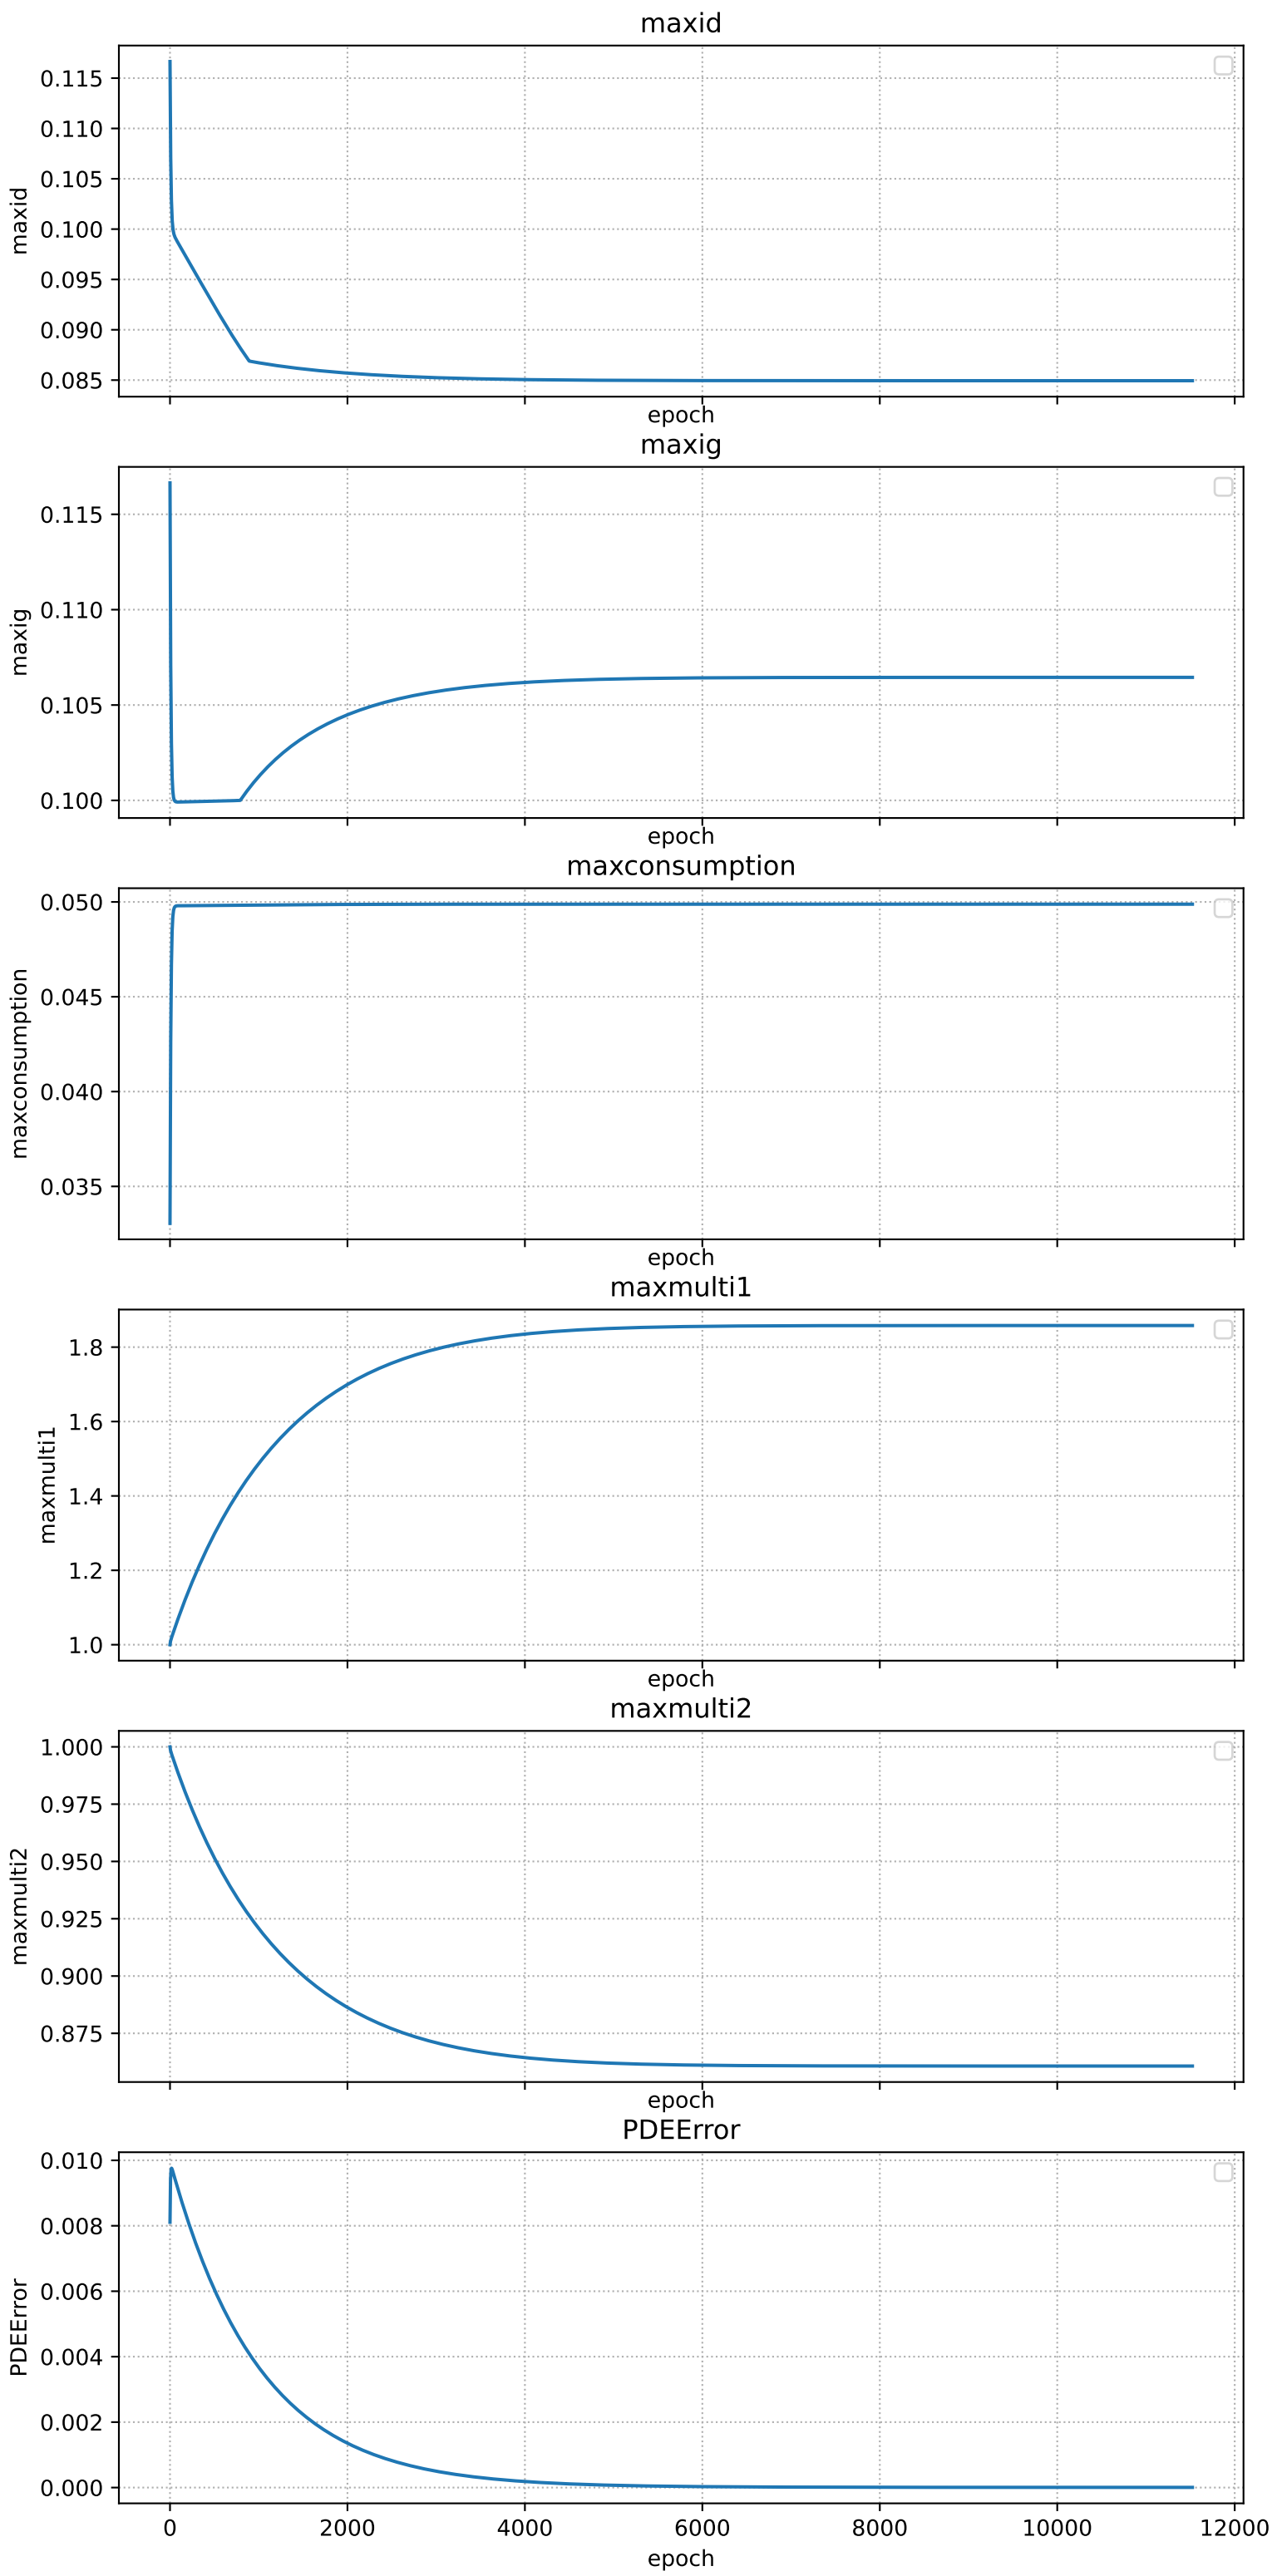 maxid
0.115
0.110
0.105
0.100
0.095
0.090
0.085
maxid
epoch
maxig
0.115
0.110
0.105
0.100
maxig
epoch
maxconsumption
0.050
0.045
0.040
0.035
maxconsumption
epoch
maxmulti1
1.8
1.6
1.4
1.2
1.0
maxmulti1
epoch
maxmulti2
1.000
0.975
0.950
0.925
0.900
0.875
maxmulti2
epoch
PDEError
0.010
0.008
0.006
0.004
0.002
0.000
PDEError
0 2000 4000 6000 8000 10000 12000
epoch